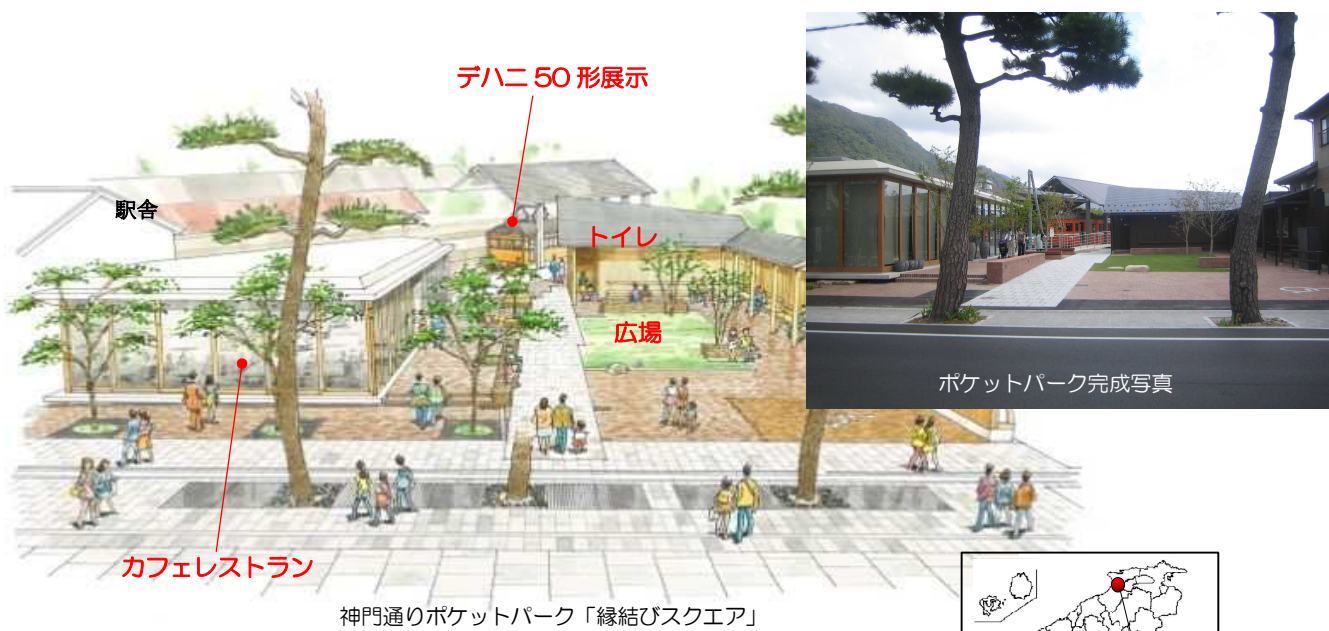 デハニ 50 形展示
駅舎
トイレ
広場
ポケットパーク完成写真
カフェレストラン
神門通りポケットパーク「縁結びスクエア」